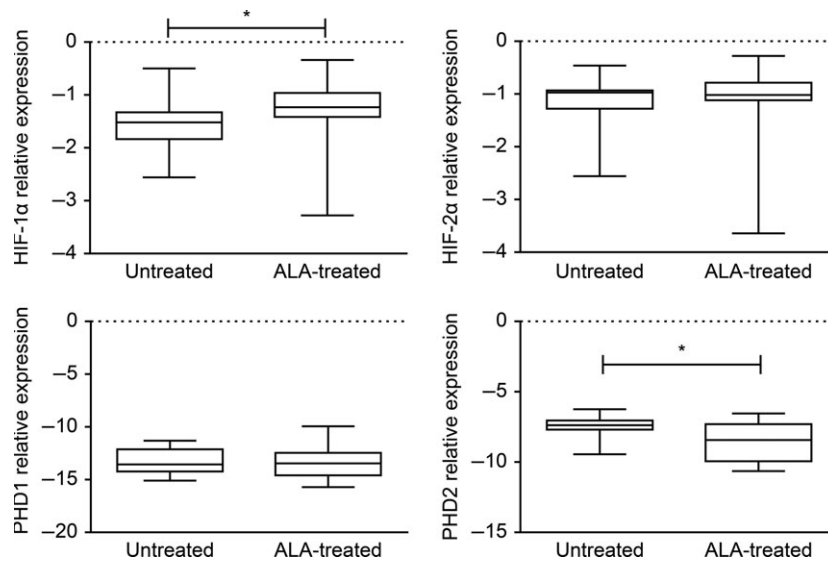 *
HIF-1α relative expression
0
–1
–2
–3
–4
Untreated
ALA-treated
HIF-2α relative expression
0
–1
–2
–3
–4
Untreated
ALA-treated
PHD1 relative expression
0
–5
–10
–15
–20
Untreated
ALA-treated
*
PHD2 relative expression
0
–5
–10
–15
Untreated
ALA-treated